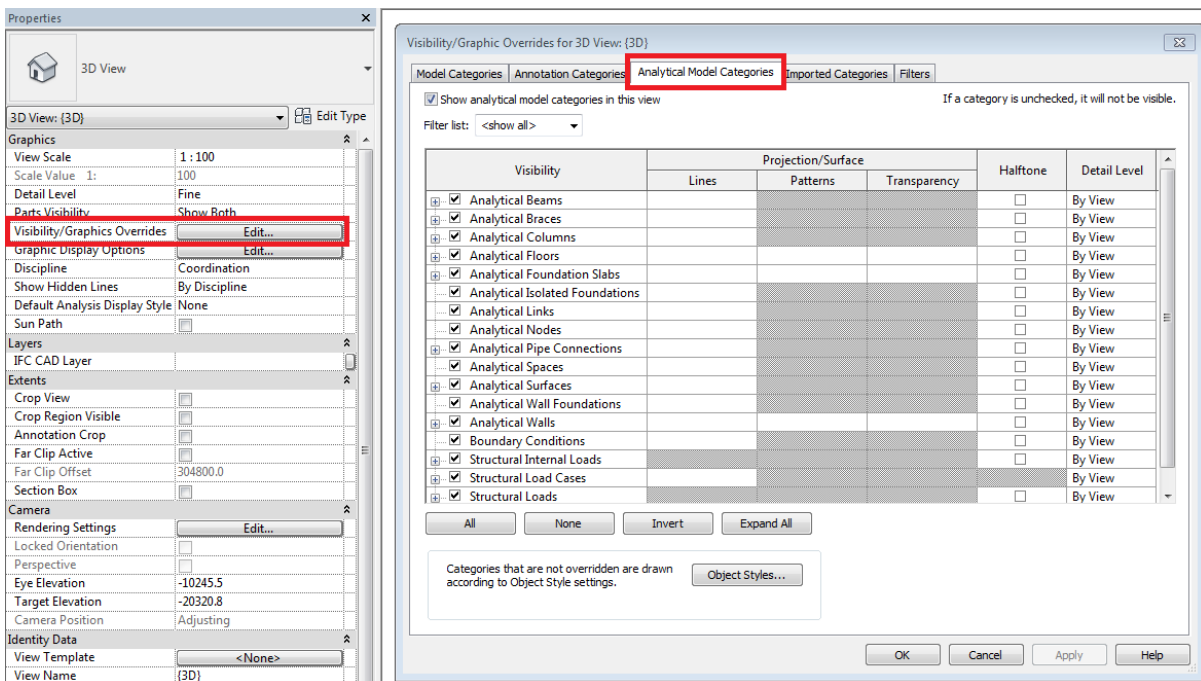 Properties
3D View
3D View: {3D} Edit Type
Graphics
View Scale 1 : 100
Scale Value 1: 100
Detail Level Fine
Parts Visibility Show Both
Visibility/Graphics Overrides Edit...
Graphic Display Options Edit...
Discipline Coordination
Show Hidden Lines By Discipline
Default Analysis Display Style None
Sun Path
Layers
IFC CAD Layer
Extents
Crop View
Crop Region Visible
Annotation Crop
Far Clip Active
Far Clip Offset 304800.0
Section Box
Camera
Rendering Settings Edit...
Locked Orientation
Perspective
Eye Elevation -10245.5
Target Elevation -20320.8
Camera Position Adjusting
Identity Data
View Template <None>
View Name {3D}
Visibility/Graphic Overrides for 3D View: {3D}
Model Categories Annotation Categories Analytical Model Categories Imported Categories Filters
Show analytical model categories in this view If a category is unchecked, it will not be visible.
Filter list: <show all>
Visibility Projection/Surface Halftone Detail Level
Lines Patterns Transparency
Analytical Beams By View
Analytical Braces By View
Analytical Columns By View
Analytical Floors By View
Analytical Foundation Slabs By View
Analytical Isolated Foundations By View
Analytical Links By View
Analytical Nodes By View
Analytical Pipe Connections By View
Analytical Spaces By View
Analytical Surfaces By View
Analytical Wall Foundations By View
Analytical Walls By View
Boundary Conditions By View
Structural Internal Loads By View
Structural Load Cases By View
Structural Loads By View
All None Invert Expand All
Categories that are not overridden are drawn
according to Object Style settings.
Object Styles...
OK Cancel Apply Help